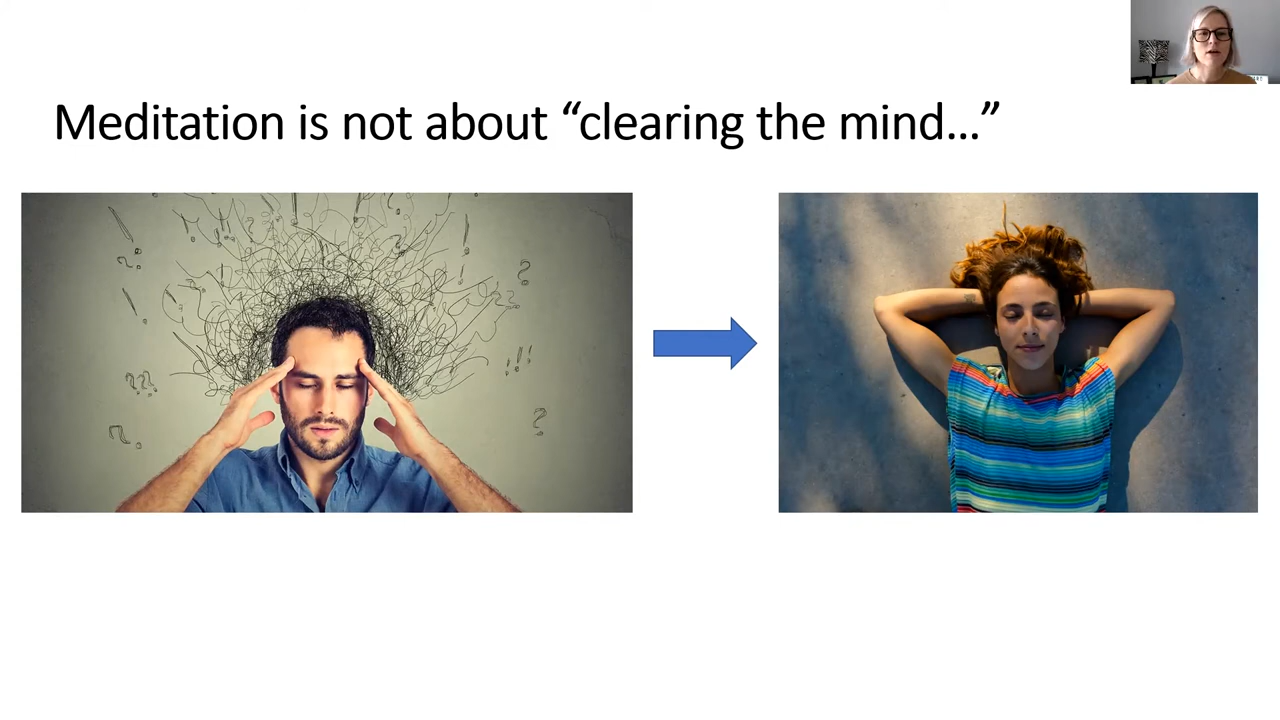 Meditation is not about “clearing the mind…”